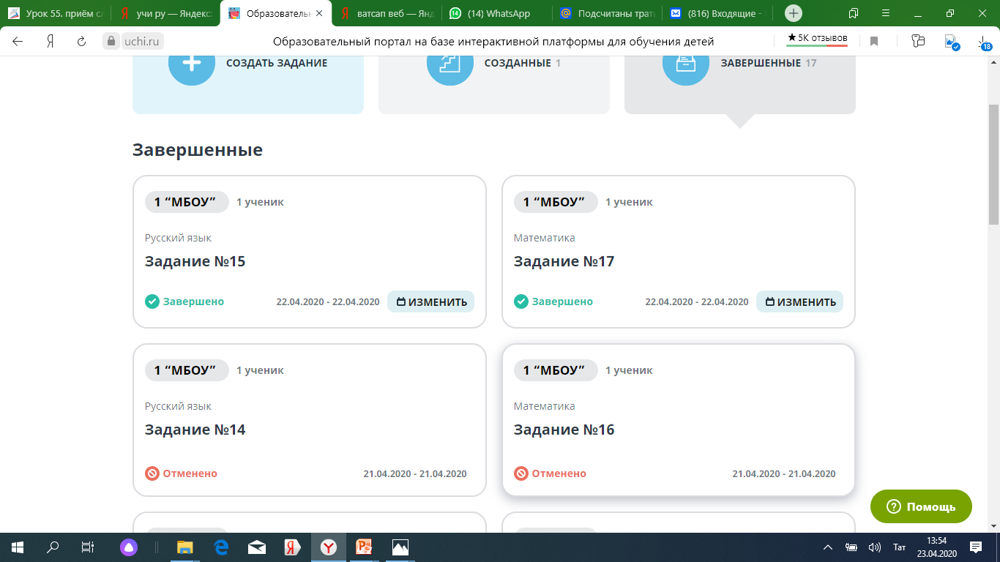 Урок 55. приём сл
учи ру — Яндекс:
Образовательн
ватсап веб — Янд
(14) WhatsApp
Подсчитаны трат
(816) Входящие -
uchi.ru
Образовательный портал на базе интерактивной платформы для обучения детей
★5K отзывов
18
СОЗДАТЬ ЗАДАНИЕ
СОЗДАННЫЕ 1
ЗАВЕРШЕННЫЕ 17
Завершенные
1 “МБОУ” 1 ученик
Русский язык
Задание №15
Завершено 22.04.2020 - 22.04.2020 ИЗМЕНИТЬ
1 “МБОУ” 1 ученик
Математика
Задание №17
Завершено 22.04.2020 - 22.04.2020 ИЗМЕНИТЬ
1 “МБОУ” 1 ученик
Русский язык
Задание №14
Отменено 21.04.2020 - 21.04.2020
1 “МБОУ” 1 ученик
Математика
Задание №16
Отменено 21.04.2020 - 21.04.2020
Помощь
Тат
13:54
23.04.2020